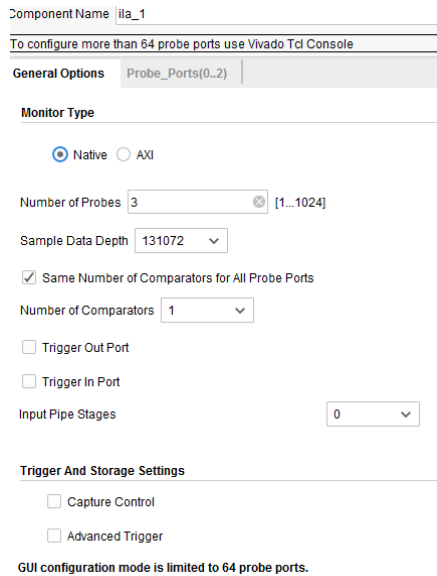 Component Name ila_1
To configure more than 64 probe ports use Vivado Tcl Console
General Options Probe_Ports(0..2)
Monitor Type
Native AXI
Number of Probes 3 [1...1024]
Sample Data Depth 131072
Same Number of Comparators for All Probe Ports
Number of Comparators 1
Trigger Out Port
Trigger In Port
Input Pipe Stages 0
Trigger And Storage Settings
Capture Control
Advanced Trigger
GUI configuration mode is limited to 64 probe ports.